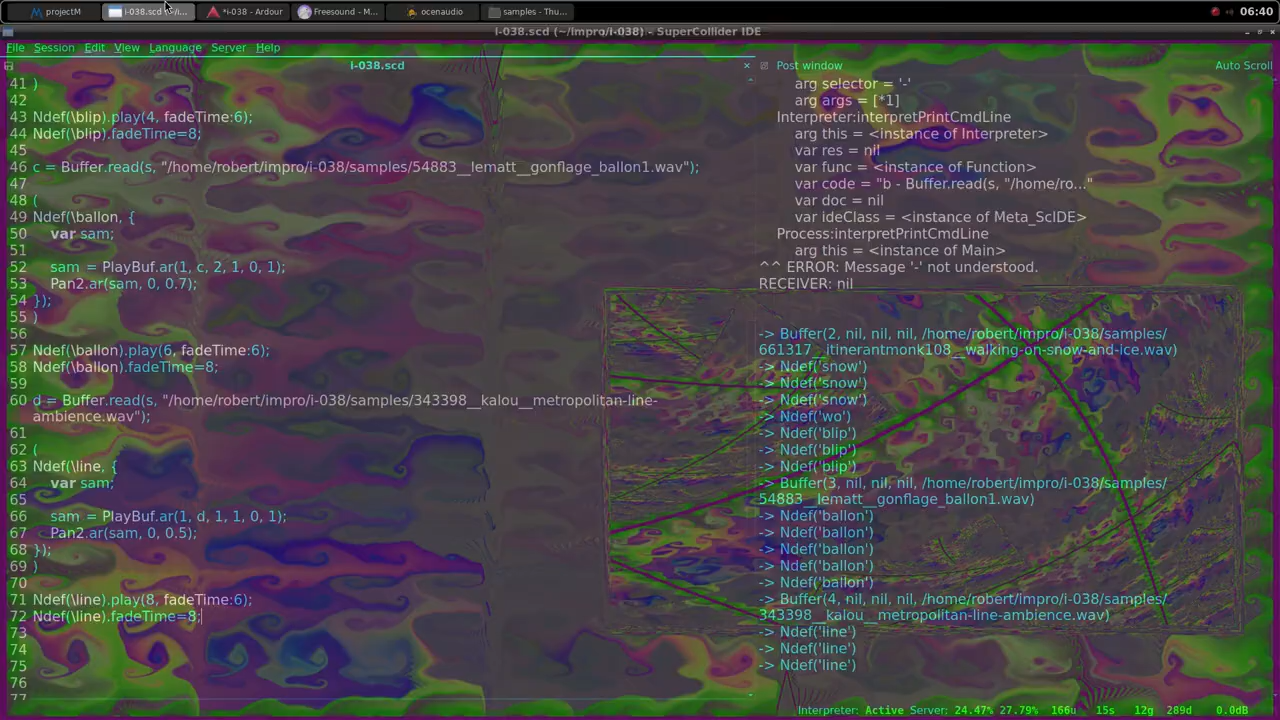 projectM
i-038.scd (~/i...
*i-038 - Ardour
Freesound - M...
ocenaudio
samples - Thu...
06:40
i-038.scd (~/impro/i-038) - SuperCollider IDE
File Session Edit View Language Server Help
i-038.scd
Post window
Auto Scroll
41 )
42
43 Ndef(\blip).play(4, fadeTime:6);
44 Ndef(\blip).fadeTime=8;
45
46 c = Buffer.read(s, "/home/robert/impro/i-038/samples/54883__lematt__gonflage_ballon1.wav");
47
48 (
49 Ndef(\ballon, {
50 var sam;
51
52 sam = PlayBuf.ar(1, c, 2, 1, 0, 1);
53 Pan2.ar(sam, 0, 0.7);
54 });
55 )
56
57 Ndef(\ballon).play(6, fadeTime:6);
58 Ndef(\ballon).fadeTime=8;
59
60 d = Buffer.read(s, "/home/robert/impro/i-038/samples/343398__kalou__metropolitan-line-
ambience.wav");
61
62 (
63 Ndef(\line, {
64 var sam;
65
66 sam = PlayBuf.ar(1, d, 1, 1, 0, 1);
67 Pan2.ar(sam, 0, 0.5);
68 });
69 )
70
71 Ndef(\line).play(8, fadeTime:6);
72 Ndef(\line).fadeTime=8;
73
74
75
76
77
arg selector = '-'
arg args = [*1]
Interpreter:interpretPrintCmdLine
arg this = <instance of Interpreter>
var res = nil
var func = <instance of Function>
var code = "b - Buffer.read(s, "/home/ro..."
var doc = nil
var ideClass = <instance of Meta_ScIDE>
Process:interpretPrintCmdLine
arg this = <instance of Main>
^^ ERROR: Message '-' not understood.
RECEIVER: nil
-> Buffer(2, nil, nil, nil, /home/robert/impro/i-038/samples/
661317__itinerantmonk108__walking-on-snow-and-ice.wav)
-> Ndef('snow')
-> Ndef('snow')
-> Ndef('snow')
-> Ndef('wo')
-> Ndef('blip')
-> Ndef('blip')
-> Ndef('blip')
-> Buffer(3, nil, nil, nil, /home/robert/impro/i-038/samples/
54883__lematt__gonflage_ballon1.wav)
-> Ndef('ballon')
-> Ndef('ballon')
-> Ndef('ballon')
-> Ndef('ballon')
-> Ndef('ballon')
-> Buffer(4, nil, nil, nil, /home/robert/impro/i-038/samples/
343398__kalou__metropolitan-line-ambience.wav)
-> Ndef('line')
-> Ndef('line')
-> Ndef('line')
Interpreter: Active Server: 24.47% 27.79% 166u 15s 12g 289d 0.0dB